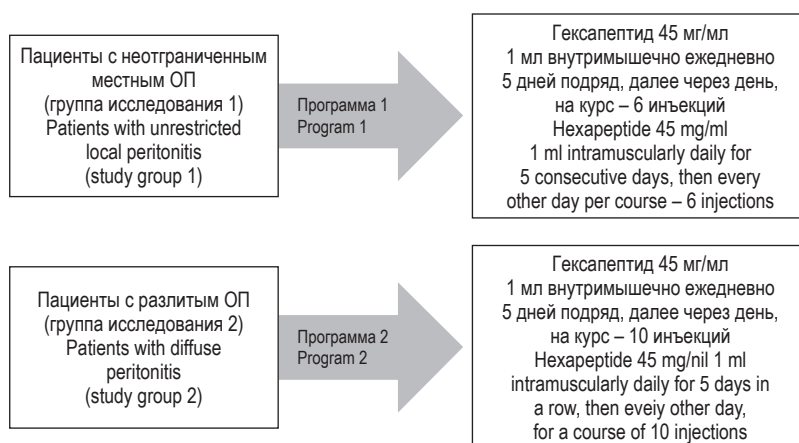 Пациенты с неотграниченным
местным ОП
(группа исследования 1)
Patients with unrestricted
local peritonitis
(study group 1)
Программа 1
Program 1
Гексапептид 45 мг/мл
1 мл внутримышечно ежедневно
5 дней подряд, далее через день,
на курс – 6 инъекций
Hexapeptide 45 mg/ml
1 ml intramuscularly daily for
5 consecutive days, then every
other day per course – 6 injections
Пациенты с разлитым ОП
(группа исследования 2)
Patients with diffuse
peritonitis
(study group 2)
Программа 2
Program 2
Гексапептид 45 мг/мл
1 мл внутримышечно ежедневно
5 дней подряд, далее через день,
на курс – 10 инъекций
Hexapeptide 45 mg/nil 1 ml
intramuscularly daily for 5 days in
a row, then eveiy other day,
for a course of 10 injections